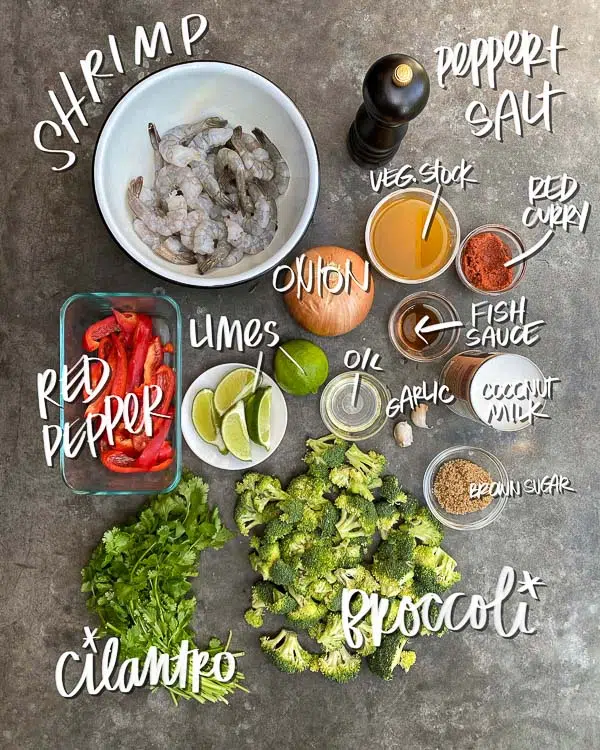 SHRIMP
PEPPER +
SALT
VEG. STOCK
RED
CURRY
ONION
FISH
SAUCE
LIMES
OIL
GARLIC
COCONUT
MILK
RED
PEPPER
BROWN SUGAR
BROCCOLI*
*CILANTRO